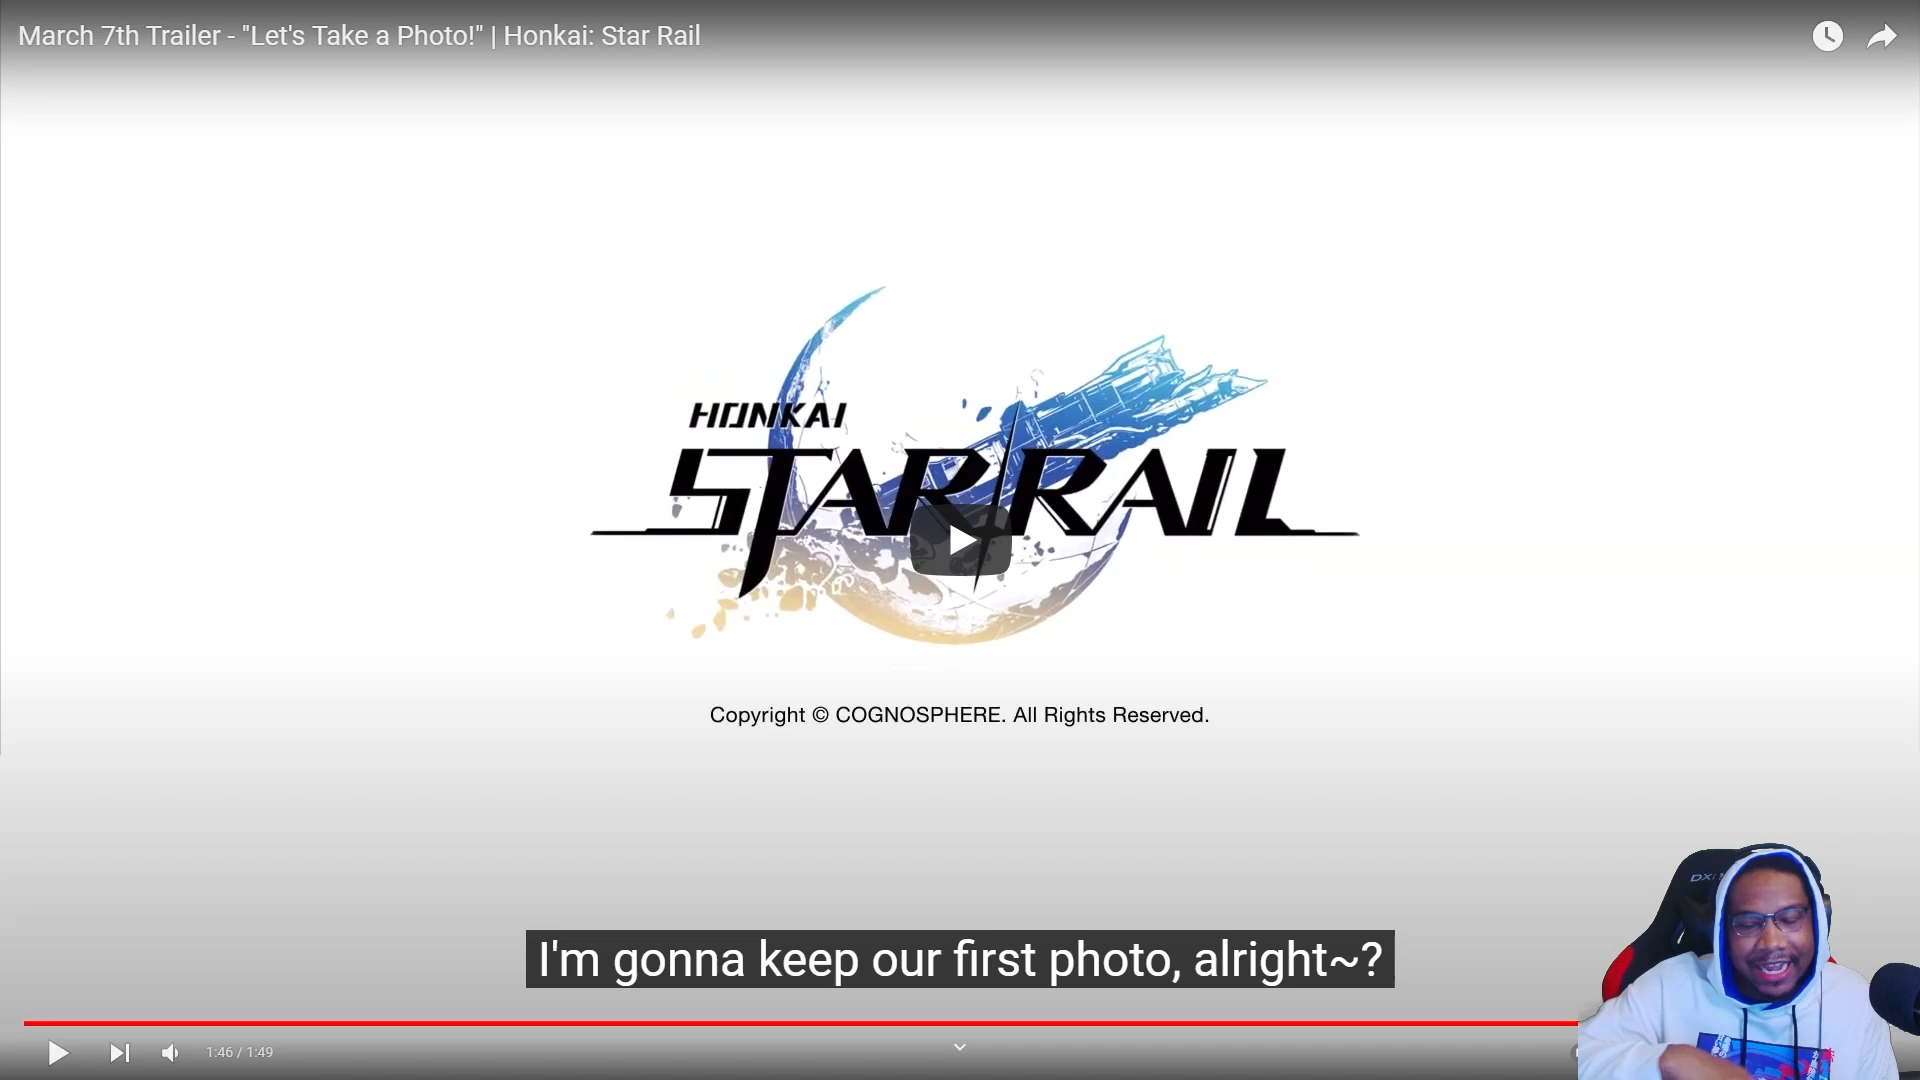 March 7th Trailer - "Let's Take a Photo!" | Honkai: Star Rail
HONKAI
STAR RAIL
Copyright © COGNOSPHERE. All Rights Reserved.
I'm gonna keep our first photo, alright~?
1:46 / 1:49